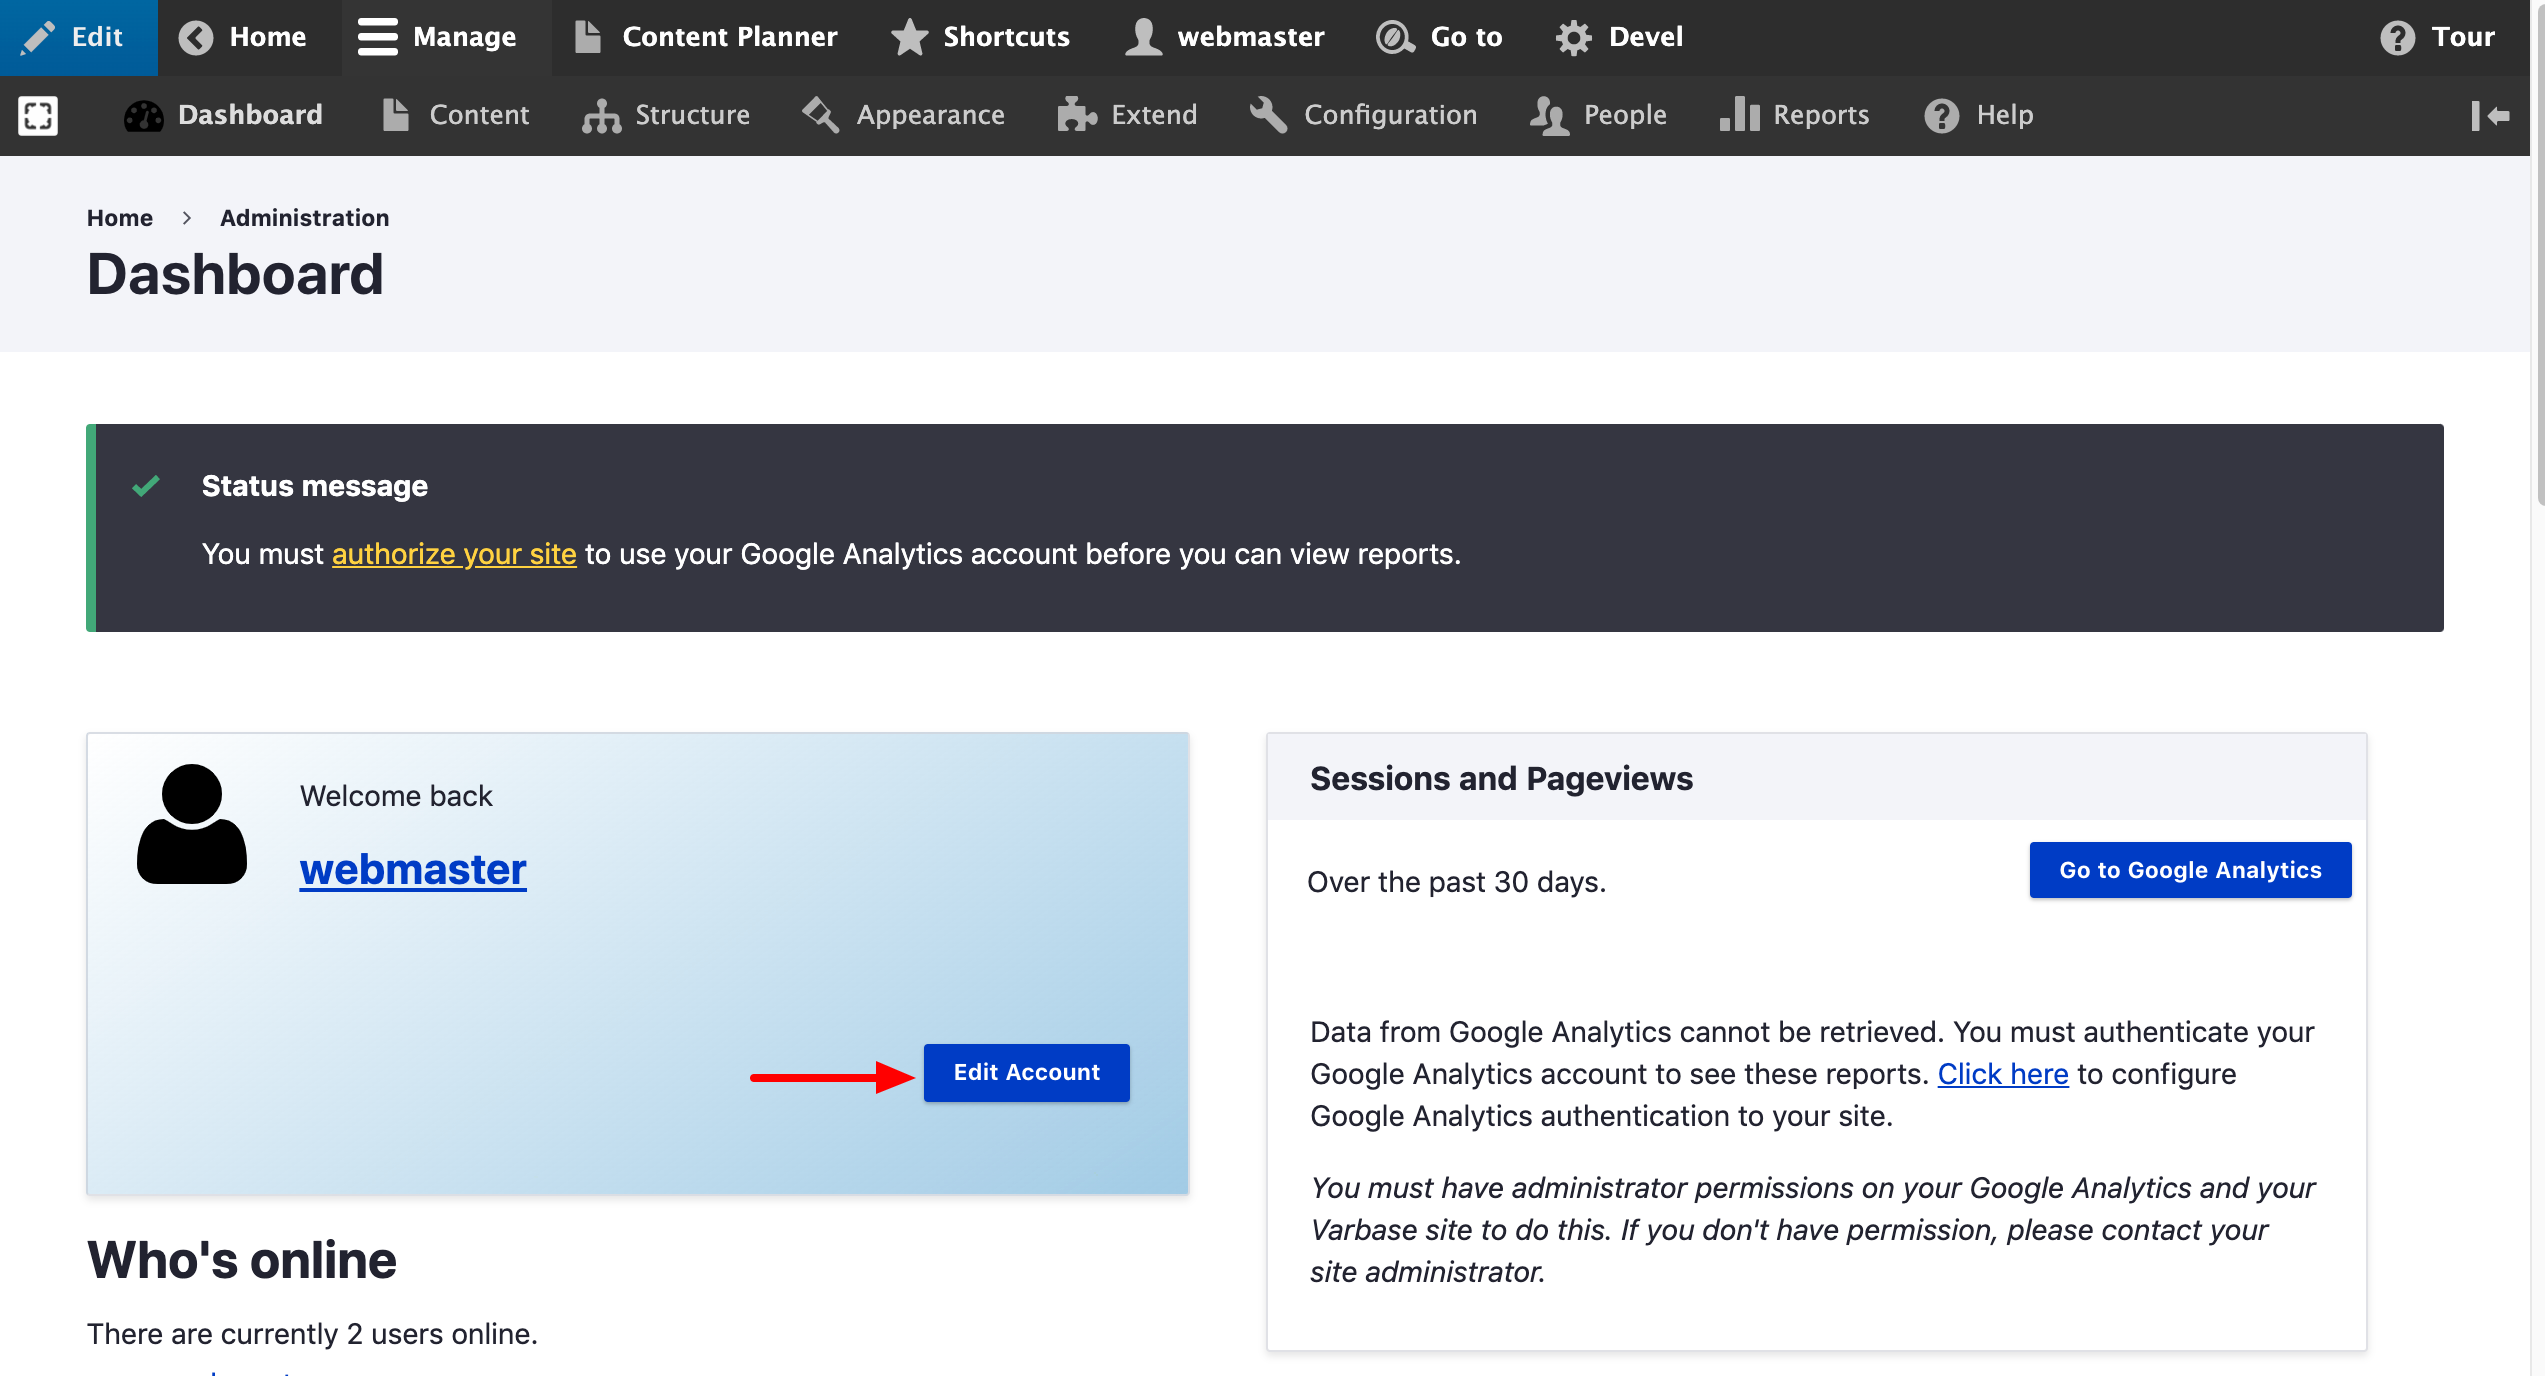 Edit Home Manage Content Planner Shortcuts webmaster Go to Devel Tour
Dashboard Content Structure Appearance Extend Configuration People Reports Help
Home > Administration
Dashboard
Status message
You must authorize your site to use your Google Analytics account before you can view reports.
Welcome back
webmaster
Edit Account
Who's online
There are currently 2 users online.
Sessions and Pageviews
Over the past 30 days.
Go to Google Analytics
Data from Google Analytics cannot be retrieved. You must authenticate your
Google Analytics account to see these reports. Click here to configure
Google Analytics authentication to your site.
You must have administrator permissions on your Google Analytics and your
Varbase site to do this. If you don't have permission, please contact your
site administrator.